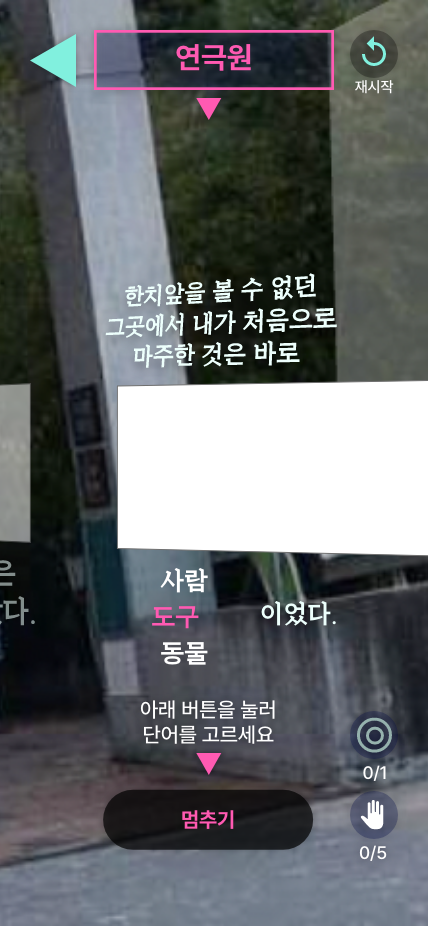 연극원
재시작
한치앞을 볼 수 없던
그곳에서 내가 처음으로
마주한 것은 바로
은
다.
사람
도구
이었다.
동물
아래 버튼을 눌러
단어를 고르세요
0/1
멈추기
0/5